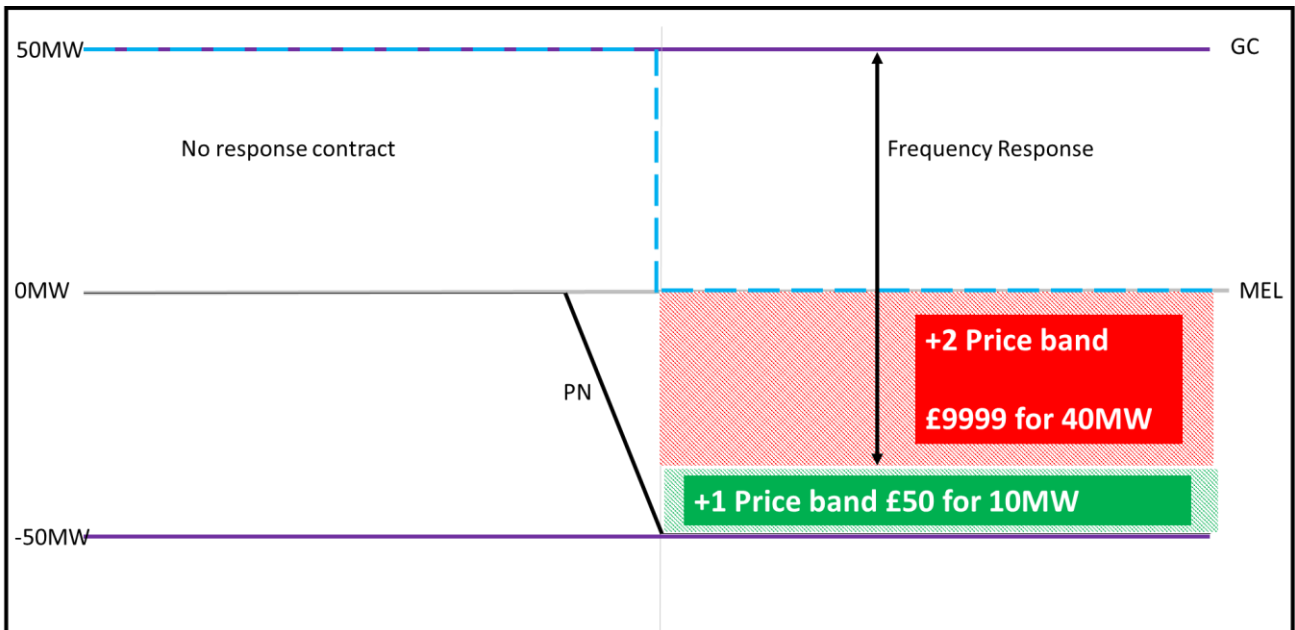 50MW
GC
No response contract
Frequency Response
0MW
MEL
+2 Price band
£9999 for 40MW
PN
+1 Price band £50 for 10MW
-50MW